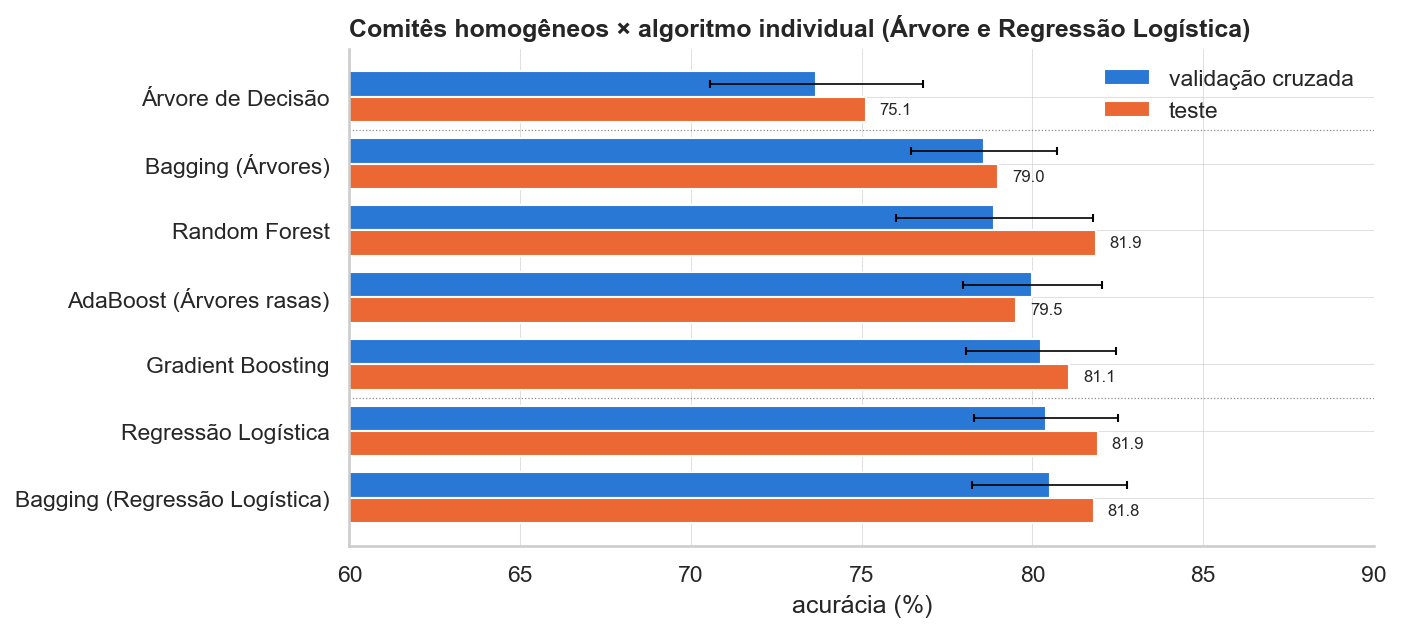 Comitês homogêneos × algoritmo individual (Árvore e Regressão Logística)
validação cruzada
teste
Árvore de Decisão
75.1
Bagging (Árvores)
79.0
Random Forest
81.9
AdaBoost (Árvores rasas)
79.5
Gradient Boosting
81.1
Regressão Logística
81.9
Bagging (Regressão Logística)
81.8
60 65 70 75 80 85 90
acurácia (%)